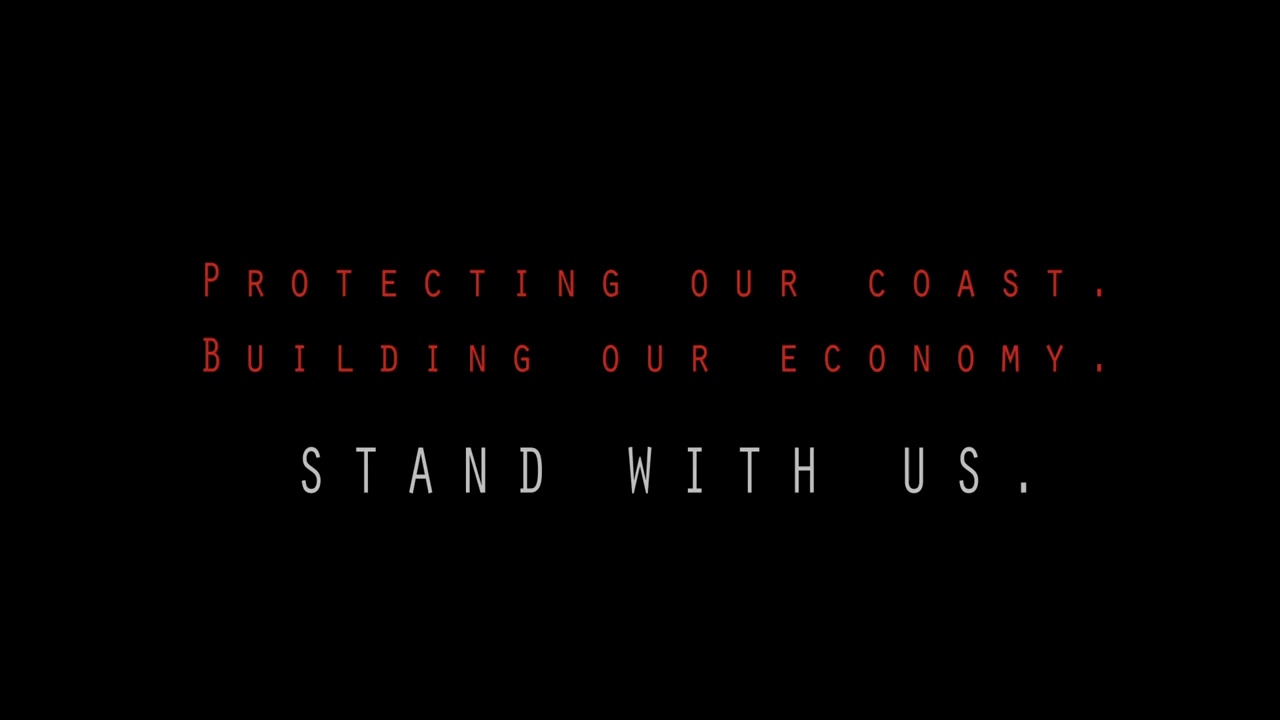 Protecting our coast.
Building our economy.
STAND WITH US.